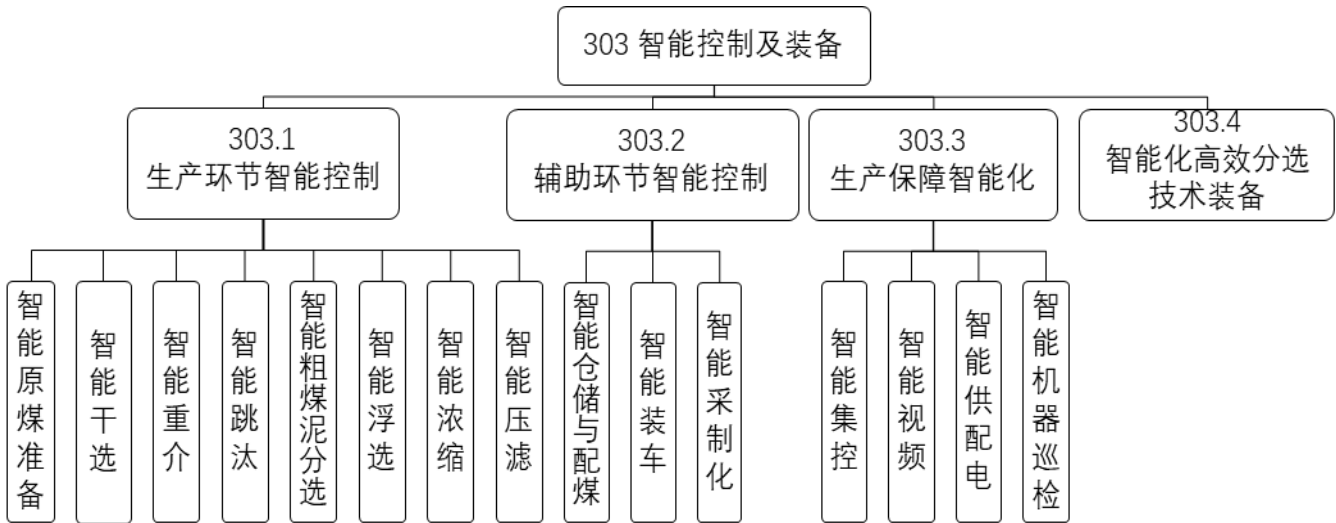 303 智能控制及装备
303.1
生产环节智能控制
303.2
辅助环节智能控制
303.3
生产保障智能化
303.4
智能化高效分选
技术装备
智能原煤准备
智能干选
智能重介
智能跳汰
智能粗煤泥分选
智能浮选
智能浓缩
智能压滤
智能仓储与配煤
智能装车
智能采制化
智能集控
智能视频
智能供配电
智能机器巡检